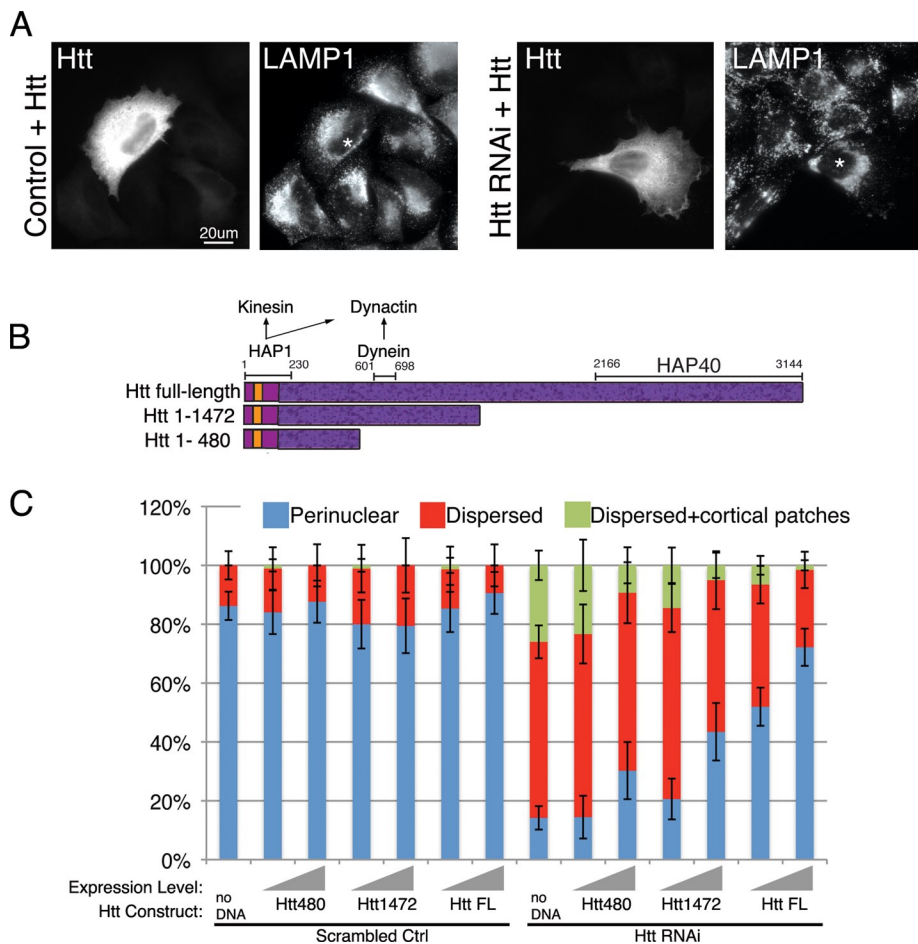 A
Control + Htt
Htt
20um
LAMP1
*
Htt RNAi + Htt
Htt
LAMP1
*
B
Kinesin
Dynactin
HAP1
Dynein
1
230
601
698
2166
HAP40
3144
Htt full-length
Htt 1-1472
Htt 1- 480
C
Perinuclear
Dispersed
Dispersed+cortical patches
120%
100%
80%
60%
40%
20%
0%
Expression Level:
Htt Construct:
no DNA
Htt480
Htt1472
Htt FL
no DNA
Htt480
Htt1472
Htt FL
Scrambled Ctrl
Htt RNAi